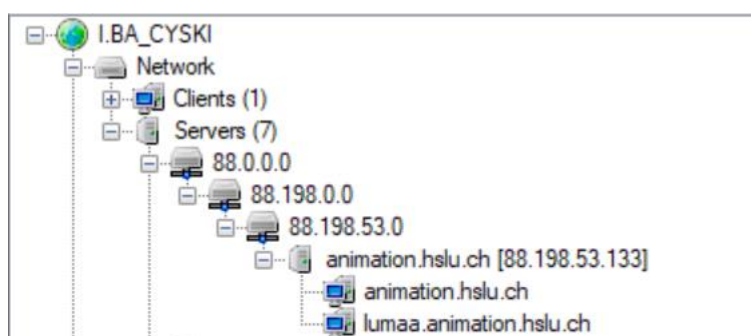 I.BA_CYSKI
Network
Clients (1)
Servers (7)
88.0.0.0
88.198.0.0
88.198.53.0
animation.hslu.ch [88.198.53.133]
animation.hslu.ch
lumaa.animation.hslu.ch